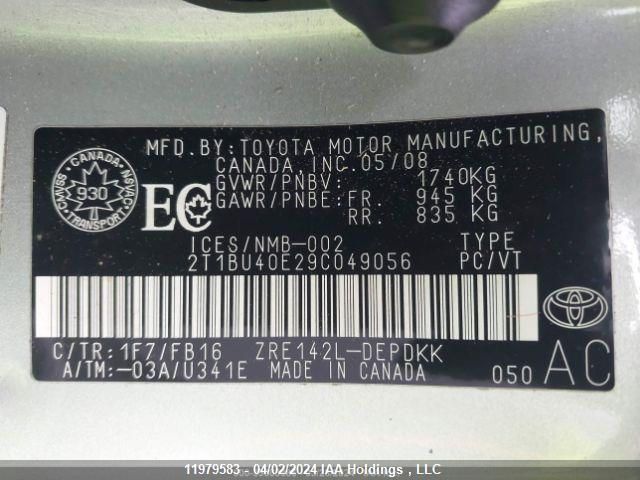 MFD. BY: TOYOTA MOTOR MANUFACTURING,
CANADA, INC. 05/08
GVWR/PNBV: 1740KG
GAWR/PNBE: FR. 945 KG
RR. 835 KG
CANADA
930
TRANSPORT
NSVAC
EC
ICES/NMB-002 TYPE
2T1BU40E29C049056 PC/VT
C/TR: 1F7/FB16 ZRE142L-DEPDKK
A/TM:-03A/U341E MADE IN CANADA 050 AC
TOYOTA
11979583 - 04/02/2024 IAA Holdings , LLC